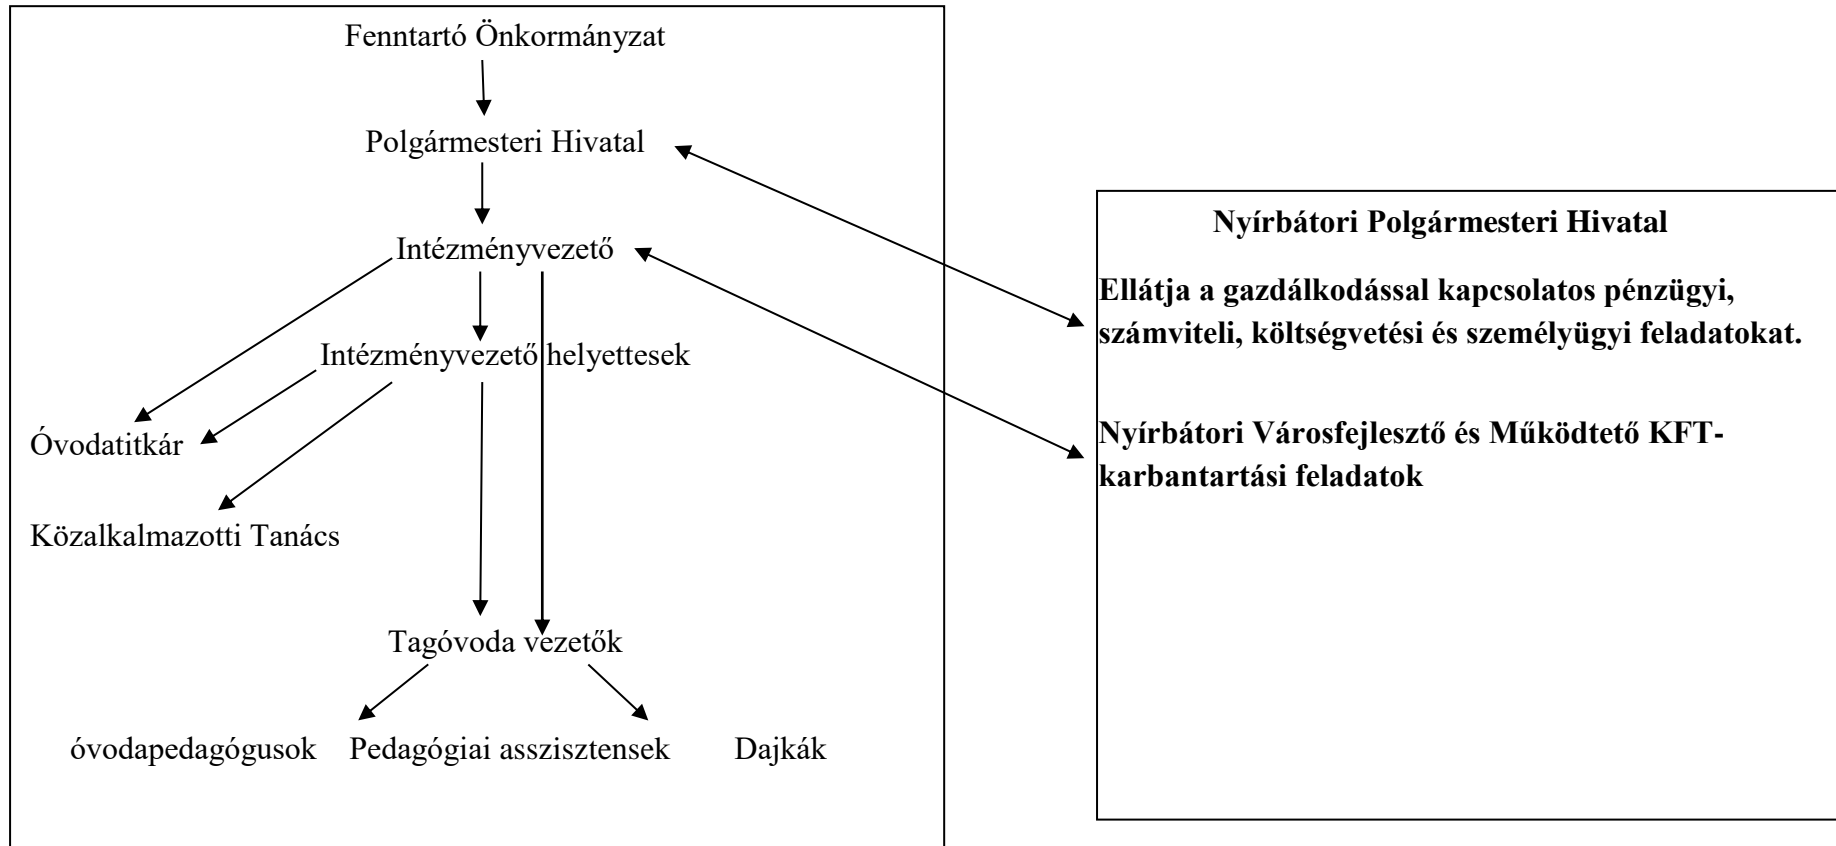 Fenntartó Önkormányzat
Polgármesteri Hivatal
Intézményvezető
Intézményvezető helyettesek
Óvodatitkár
Közalkalmazotti Tanács
Tagóvoda vezetők
óvodapedagógusok Pedagógiai asszisztensek Dajkák
Nyírbátori Polgármesteri Hivatal
Ellátja a gazdálkodással kapcsolatos pénzügyi,
számviteli, költségvetési és személyügyi feladatokat.
Nyírbátori Városfejlesztő és Működtető KFT-
karbantartási feladatok